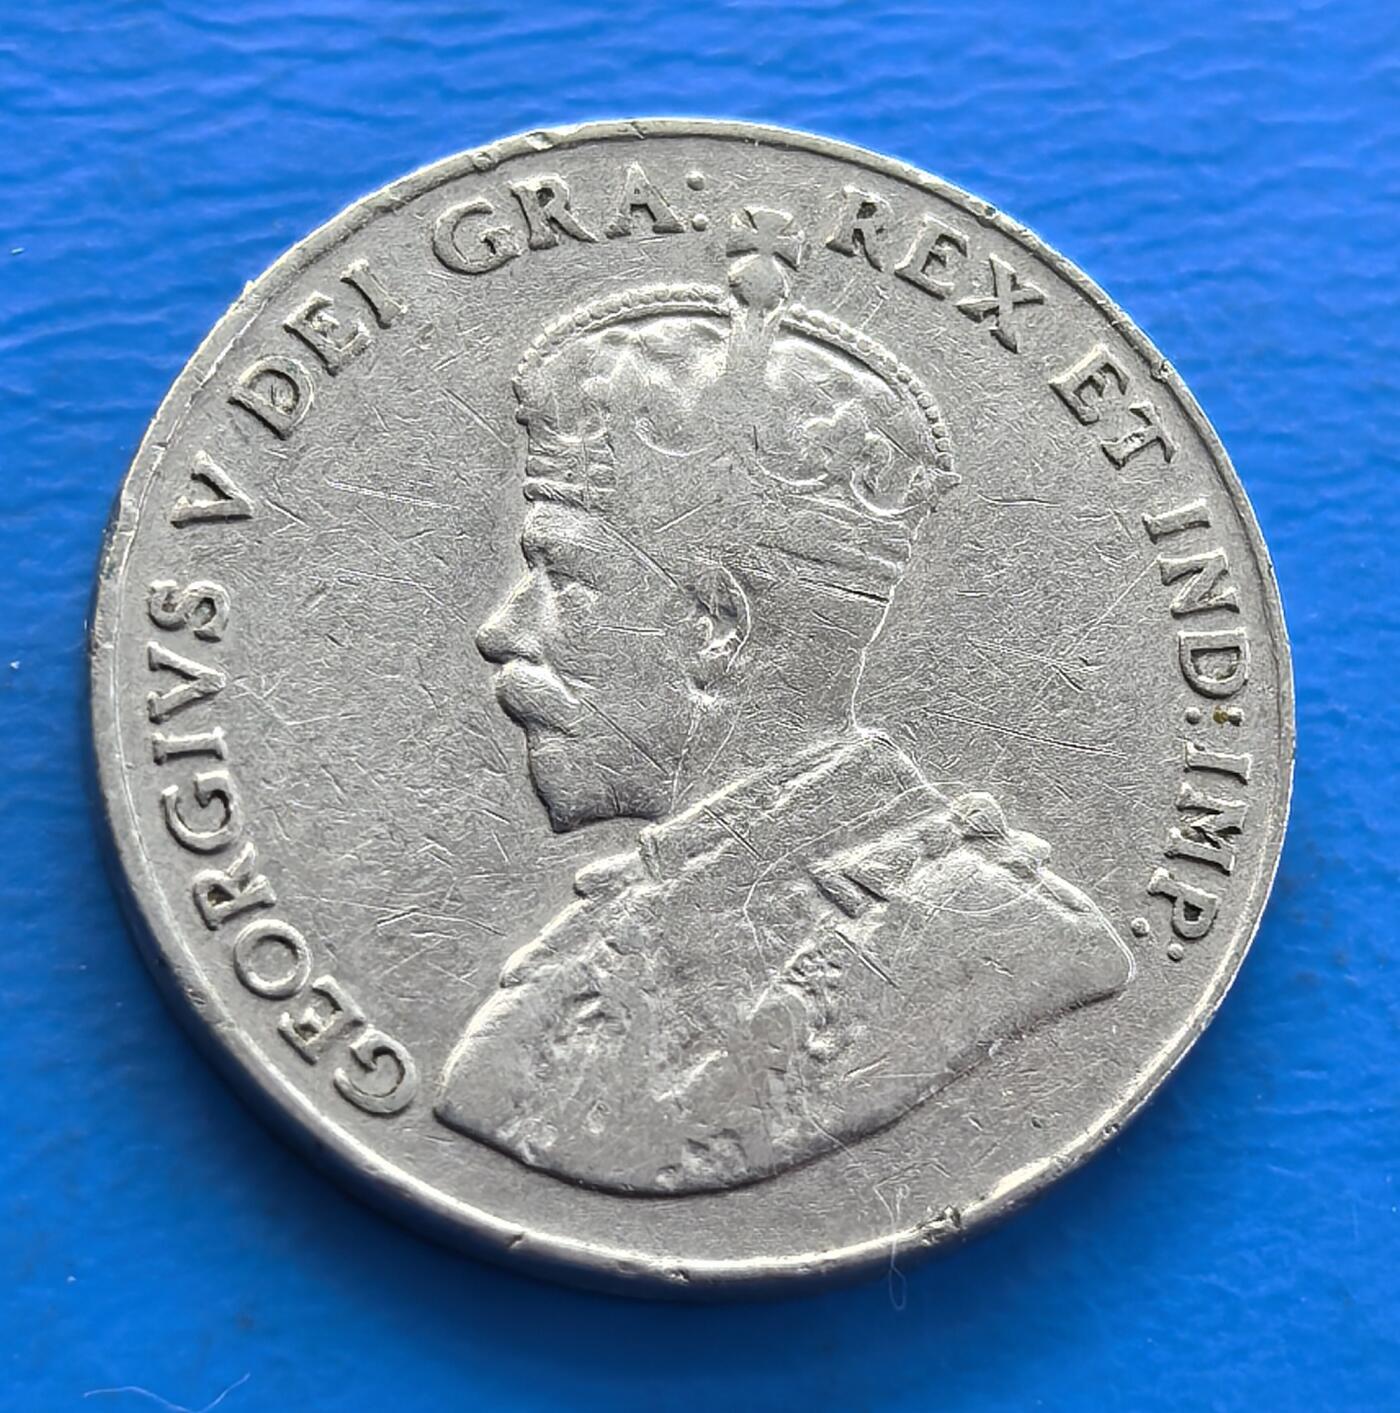 GEORGIVS V DEI GRA: REX ET IND: IMP: